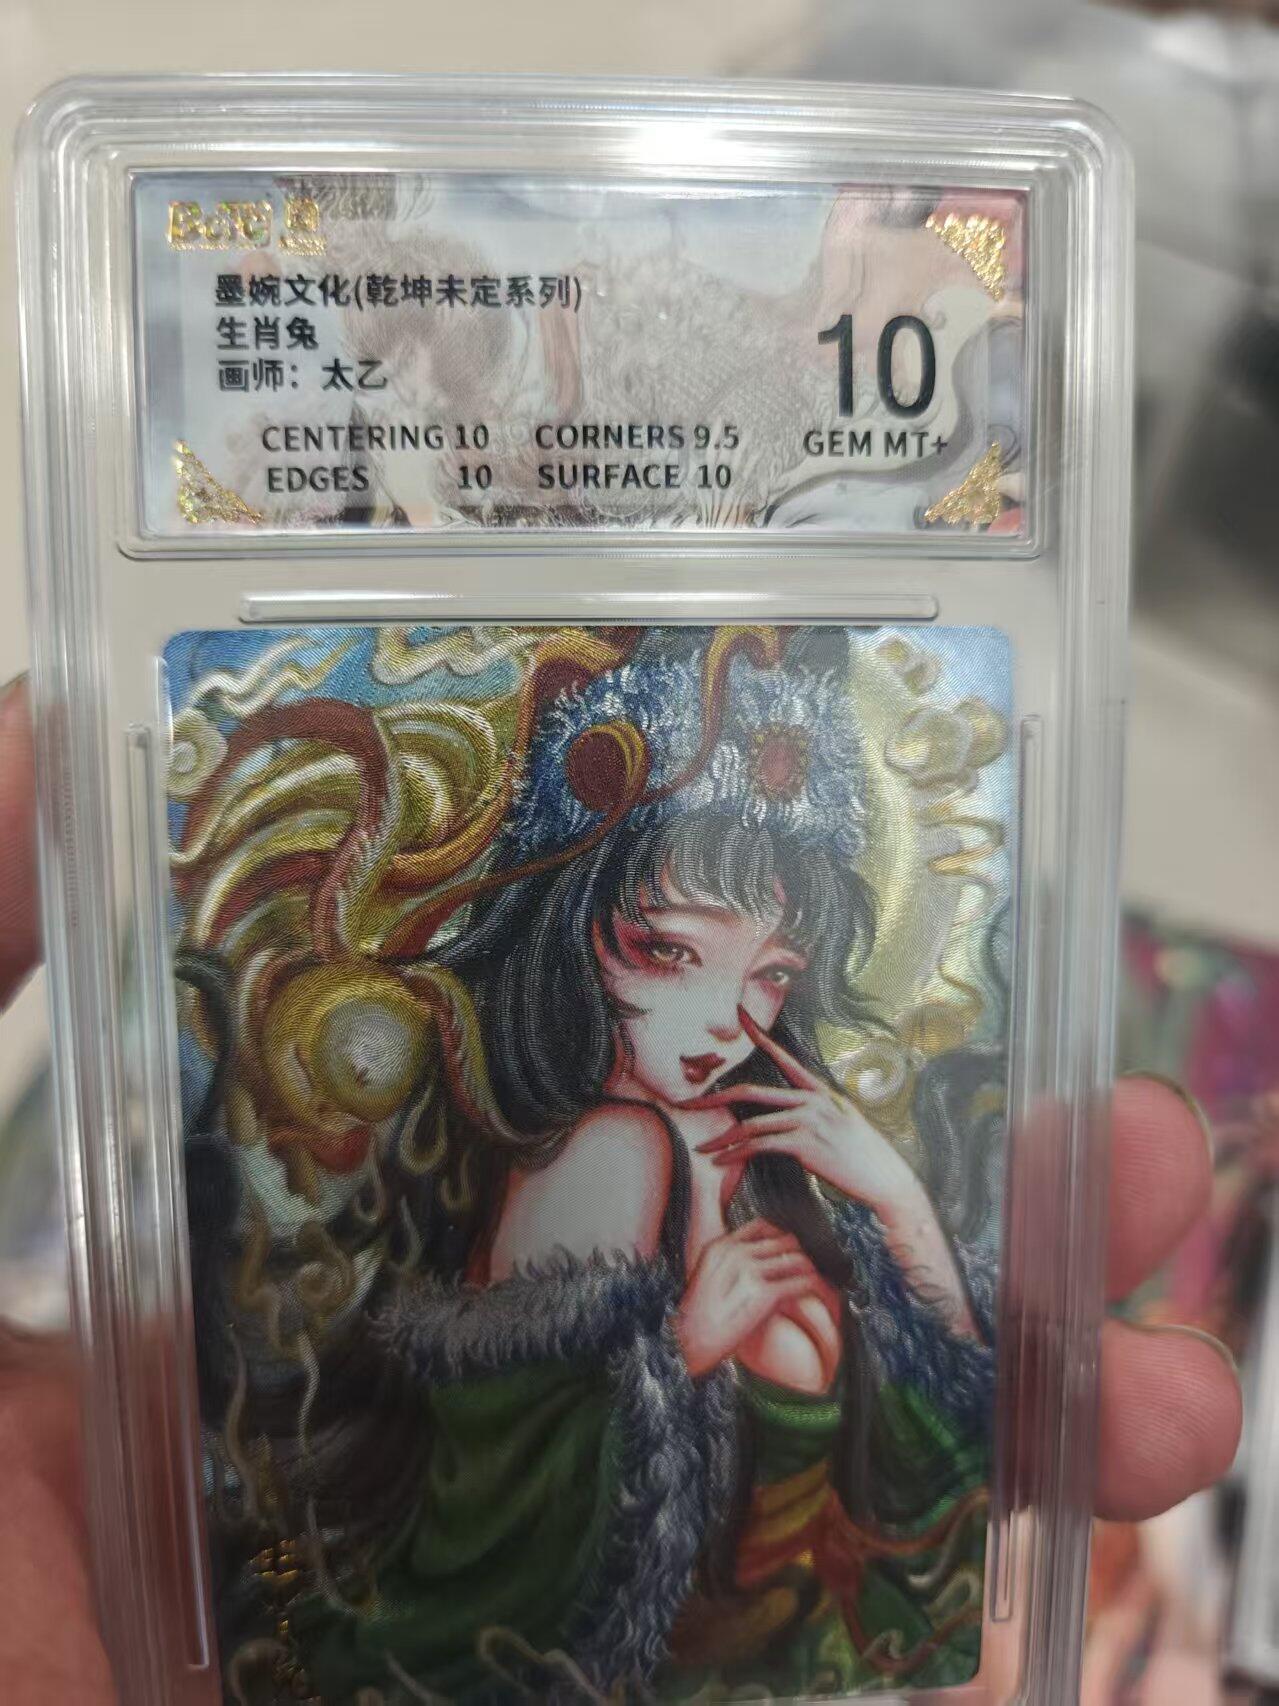 墨婉文化(乾坤未定系列)
生肖兔
画师：太乙
10
CENTERING 10 CORNERS 9.5
GEM MT+
EDGES 10 SURFACE 10